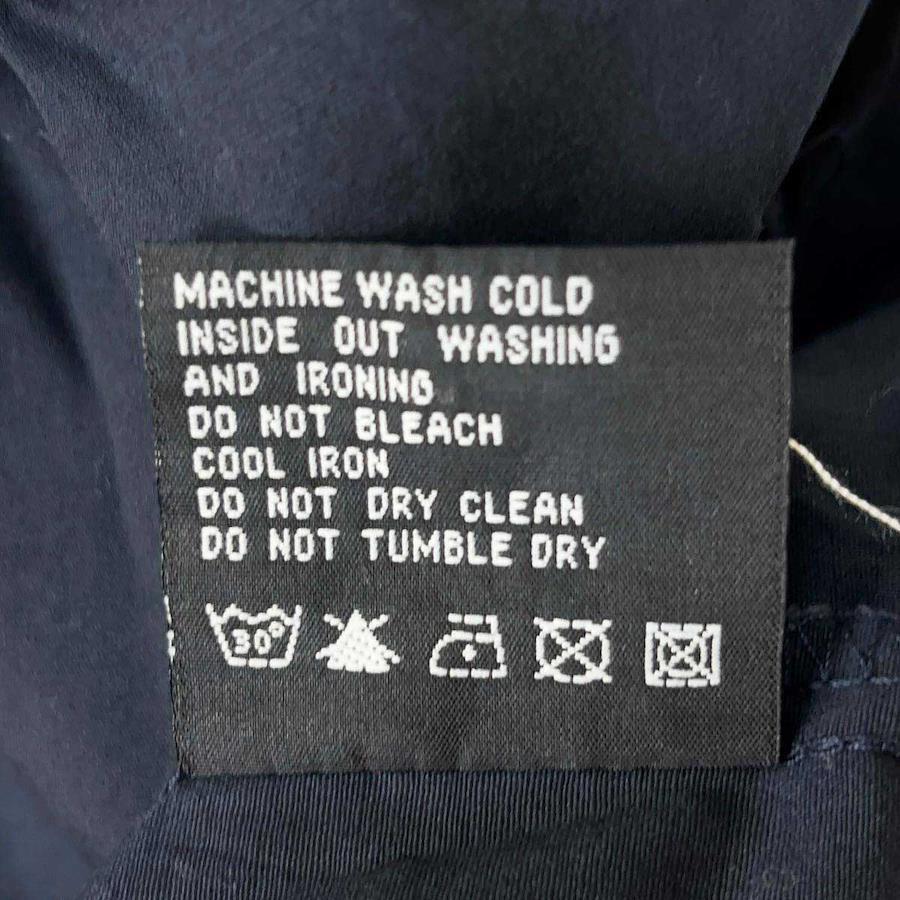 MACHINE WASH COLD
INSIDE OUT WASHING
AND IRONING
DO NOT BLEACH
COOL IRON
DO NOT DRY CLEAN
DO NOT TUMBLE DRY
30°